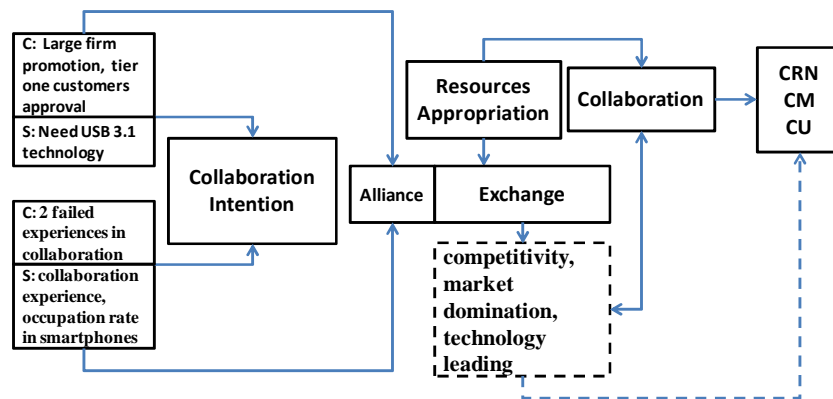 C: Large firm
promotion, tier
one customers
approval
S: Need USB 3.1
technology
C: 2 failed
experiences in
collaboration
S: collaboration
experience,
occupation rate
in smartphones
Collaboration
Intention
Alliance
Exchange
Resources
Appropriation
Collaboration
competitivity,
market
domination,
technology
leading
CRN
CM
CU